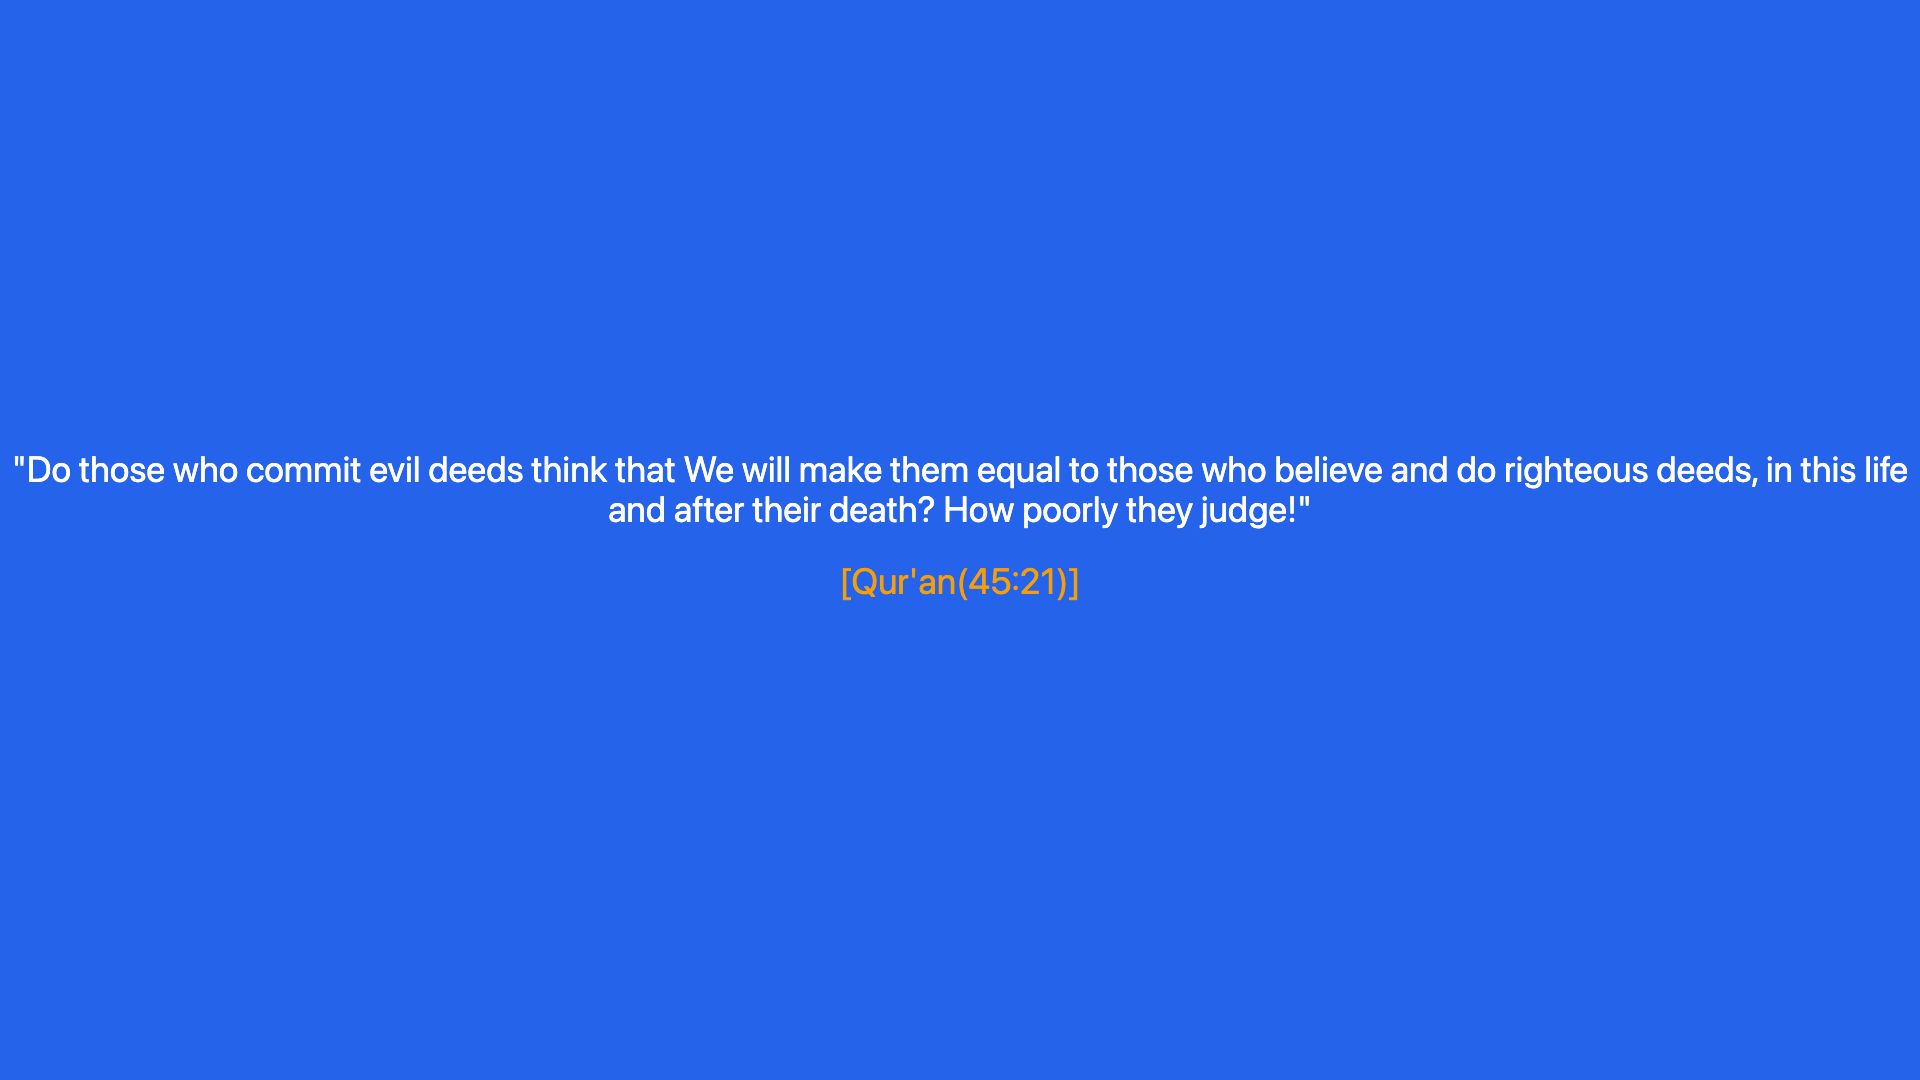 "Do those who commit evil deeds think that We will make them equal to those who believe and do righteous deeds, in this life
and after their death? How poorly they judge!"
[Qur'an(45:21)]